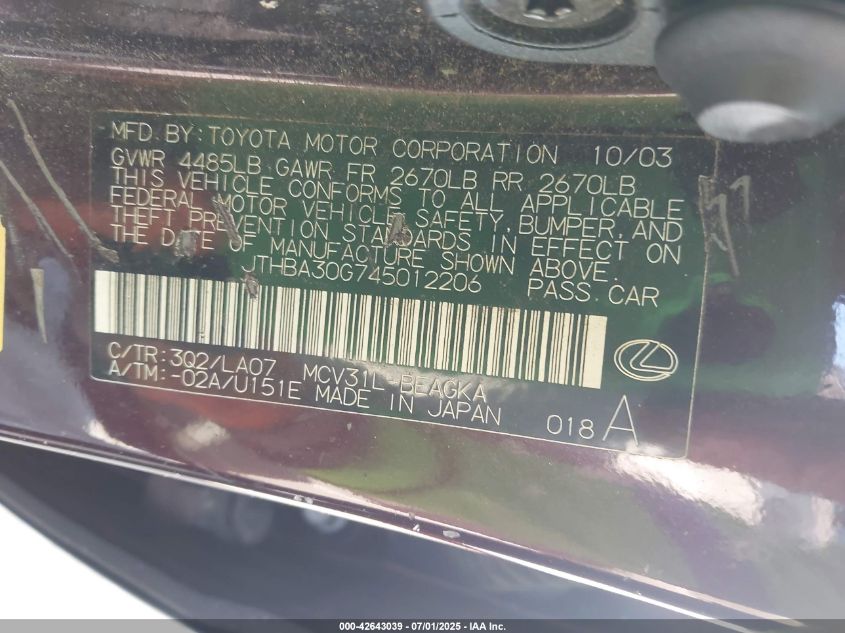 MFD.BY:TOYOTA MOTOR CORPORATION 10/03
GVWR 4485LB GAWR FR 2670LB RR 2670LB
THIS VEHICLE CONFORMS TO ALL APPLICABLE
FEDERAL MOTOR VEHICLE SAFETY, BUMPER, AND
THEFT PREVENTION STANDARDS IN EFFECT ON
THE DATE OF MANUFACTURE SHOWN ABOVE.
JTHBA30G745012206 PASS.CAR
C/TR:3Q2/LA07 MCV31L-BEAGKA
A/TM:-02A/U151E MADE IN JAPAN 018 A
000-42643039 - 07/01/2025 - IAA Inc.